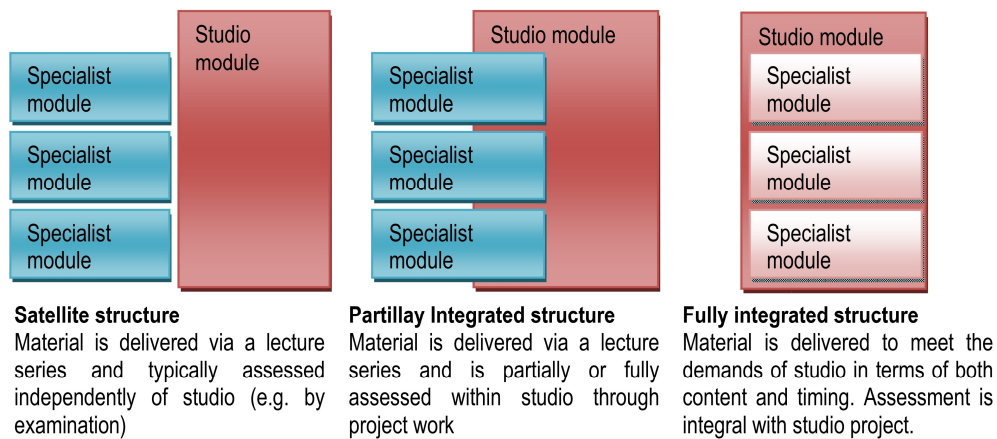 Studio
module
Specialist
module
Specialist
module
Specialist
module
Satellite structure
Material is delivered via a lecture
series and typically assessed
independently of studio (e.g. by
examination)
Studio module
Specialist
module
Specialist
module
Specialist
module
Partillay Integrated structure
Material is delivered via a lecture
series and is partially or fully
assessed within studio through
project work
Studio module
Specialist
module
Specialist
module
Specialist
module
Fully integrated structure
Material is delivered to meet the
demands of studio in terms of both
content and timing. Assessment is
integral with studio project.